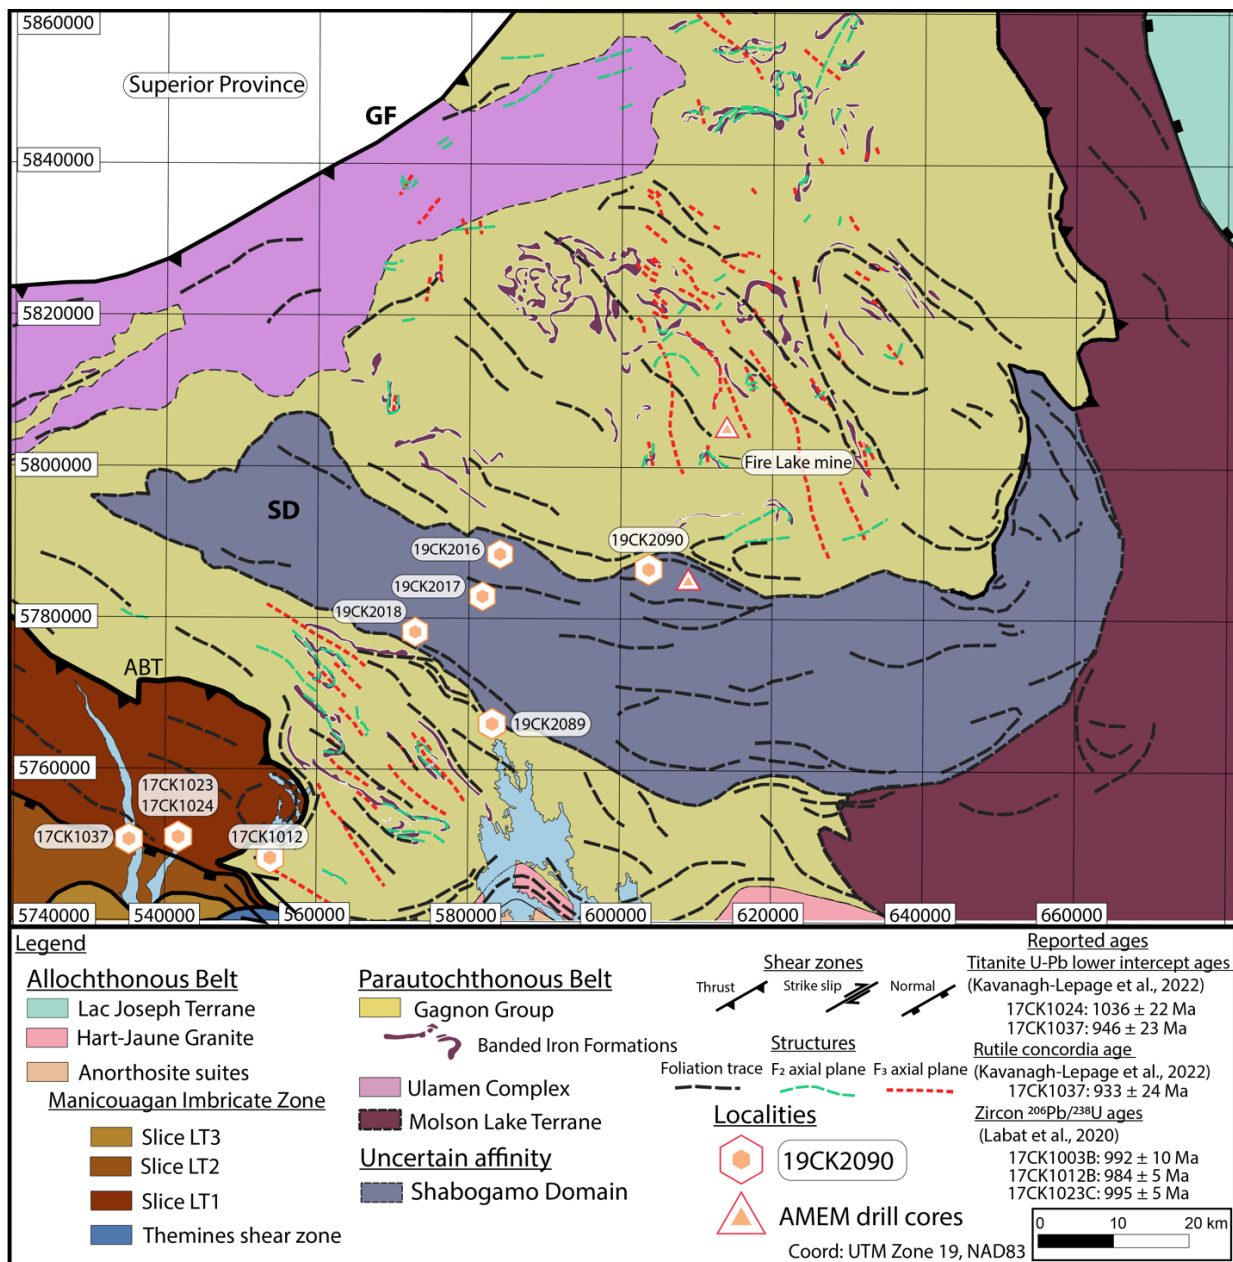 5860000
Superior Province
GF
5840000
5820000
5800000
Fire Lake mine
SD
19CK2016
19CK2090
19CK2017
19CK2018
5780000
ABT
19CK2089
5760000
17CK1023
17CK1024
17CK1037
17CK1012
5740000 540000 560000 580000 600000 620000 640000 660000
Legend
Allochthonous Belt
Lac Joseph Terrane
Hart-Jaune Granite
Anorthosite suites
Manicouagan Imbricate Zone
Slice LT3
Slice LT2
Slice LT1
Themines shear zone
Parautochthonous Belt
Gagnon Group
Banded Iron Formations
Ulamen Complex
Molson Lake Terrane
Uncertain affinity
Shabogamo Domain
Shear zones
Thrust Strike slip Normal
Structures
Foliation trace F₂ axial plane F₃ axial plane
Localities
19CK2090
AMEM drill cores
Coord: UTM Zone 19, NAD83
Reported ages
Titanite U-Pb lower intercept ages
(Kavanagh-Lepage et al., 2022)
17CK1024: 1036 ± 22 Ma
17CK1037: 946 ± 23 Ma
Rutile concordia age
(Kavanagh-Lepage et al., 2022)
17CK1037: 933 ± 24 Ma
Zircon ²⁰⁶Pb/²³⁸U ages
(Labat et al., 2020)
17CK1003B: 992 ± 10 Ma
17CK1012B: 984 ± 5 Ma
17CK1023C: 995 ± 5 Ma
0 10 20 km